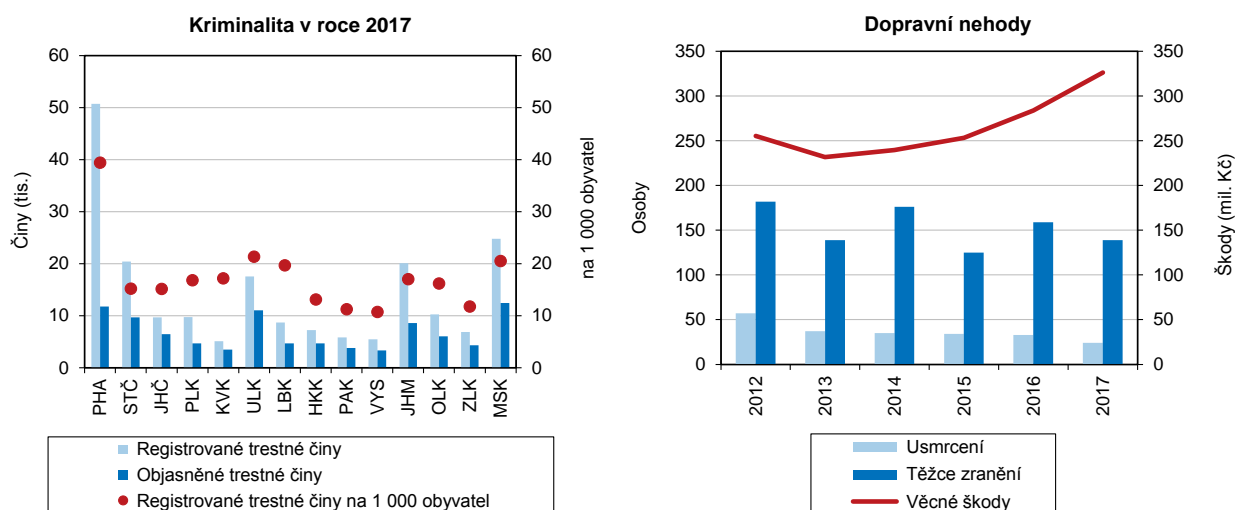 Kriminalita v roce 2017
60
50
40
30
20
10
0
Činy (tis.)
60
50
40
30
20
10
0
na 1 000 obyvatel
PHA
STČ
JHČ
PLK
KVK
ULK
LBK
HKK
PAK
VYS
JHM
OLK
ZLK
MSK
Registrované trestné činy
Objasněné trestné činy
Registrované trestné činy na 1 000 obyvatel
Dopravní nehody
350
300
250
200
150
100
50
0
Osoby
350
300
250
200
150
100
50
0
Škody (mil. Kč)
2012
2013
2014
2015
2016
2017
Usmrcení
Těžce zranění
Věcné škody